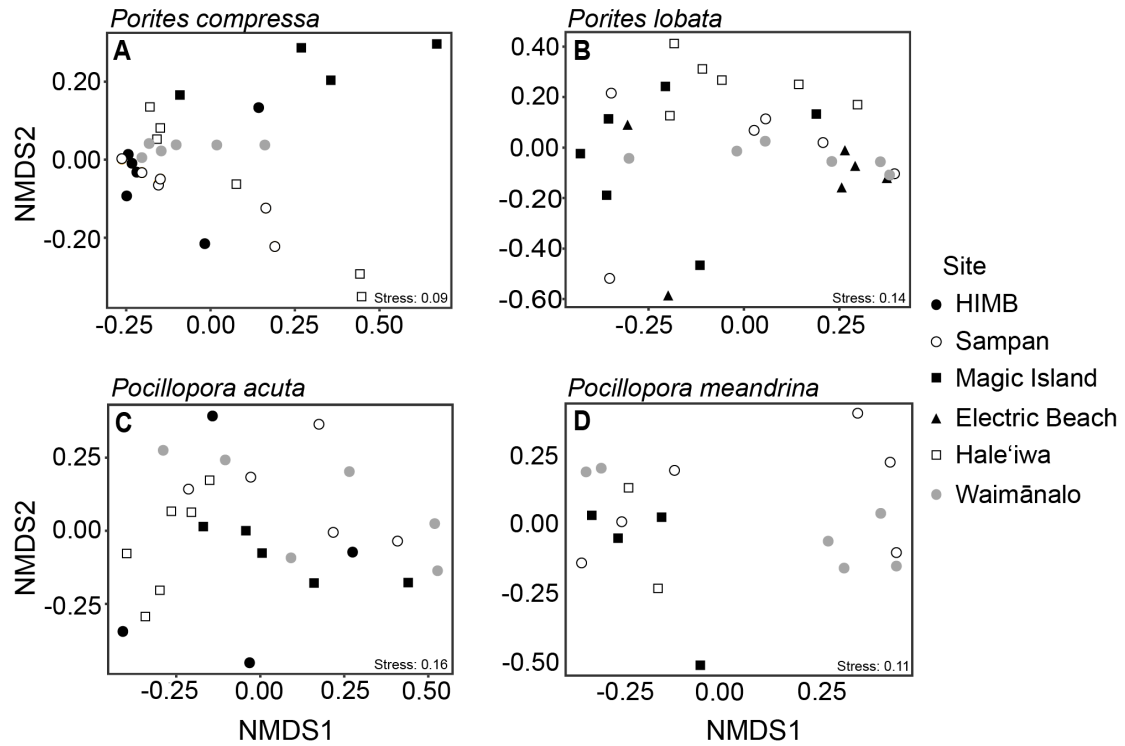 Porites compressa
Porites lobata
A
B
0.20
0.00
-0.20
NMDS2
-0.25 0.00 0.25 0.50
Stress: 0.09
0.40
0.20
0.00
-0.20
-0.40
-0.60
-0.25 0.00 0.25
Stress: 0.14
Site
HIMB
Sampan
Magic Island
Electric Beach
Haleʻiwa
Waimānalo
Pocillopora acuta
Pocillopora meandrina
C
D
0.25
0.00
-0.25
NMDS2
-0.25 0.00 0.25 0.50
Stress: 0.16
NMDS1
0.25
0.00
-0.25
-0.50
-0.25 0.00 0.25
Stress: 0.11
NMDS1